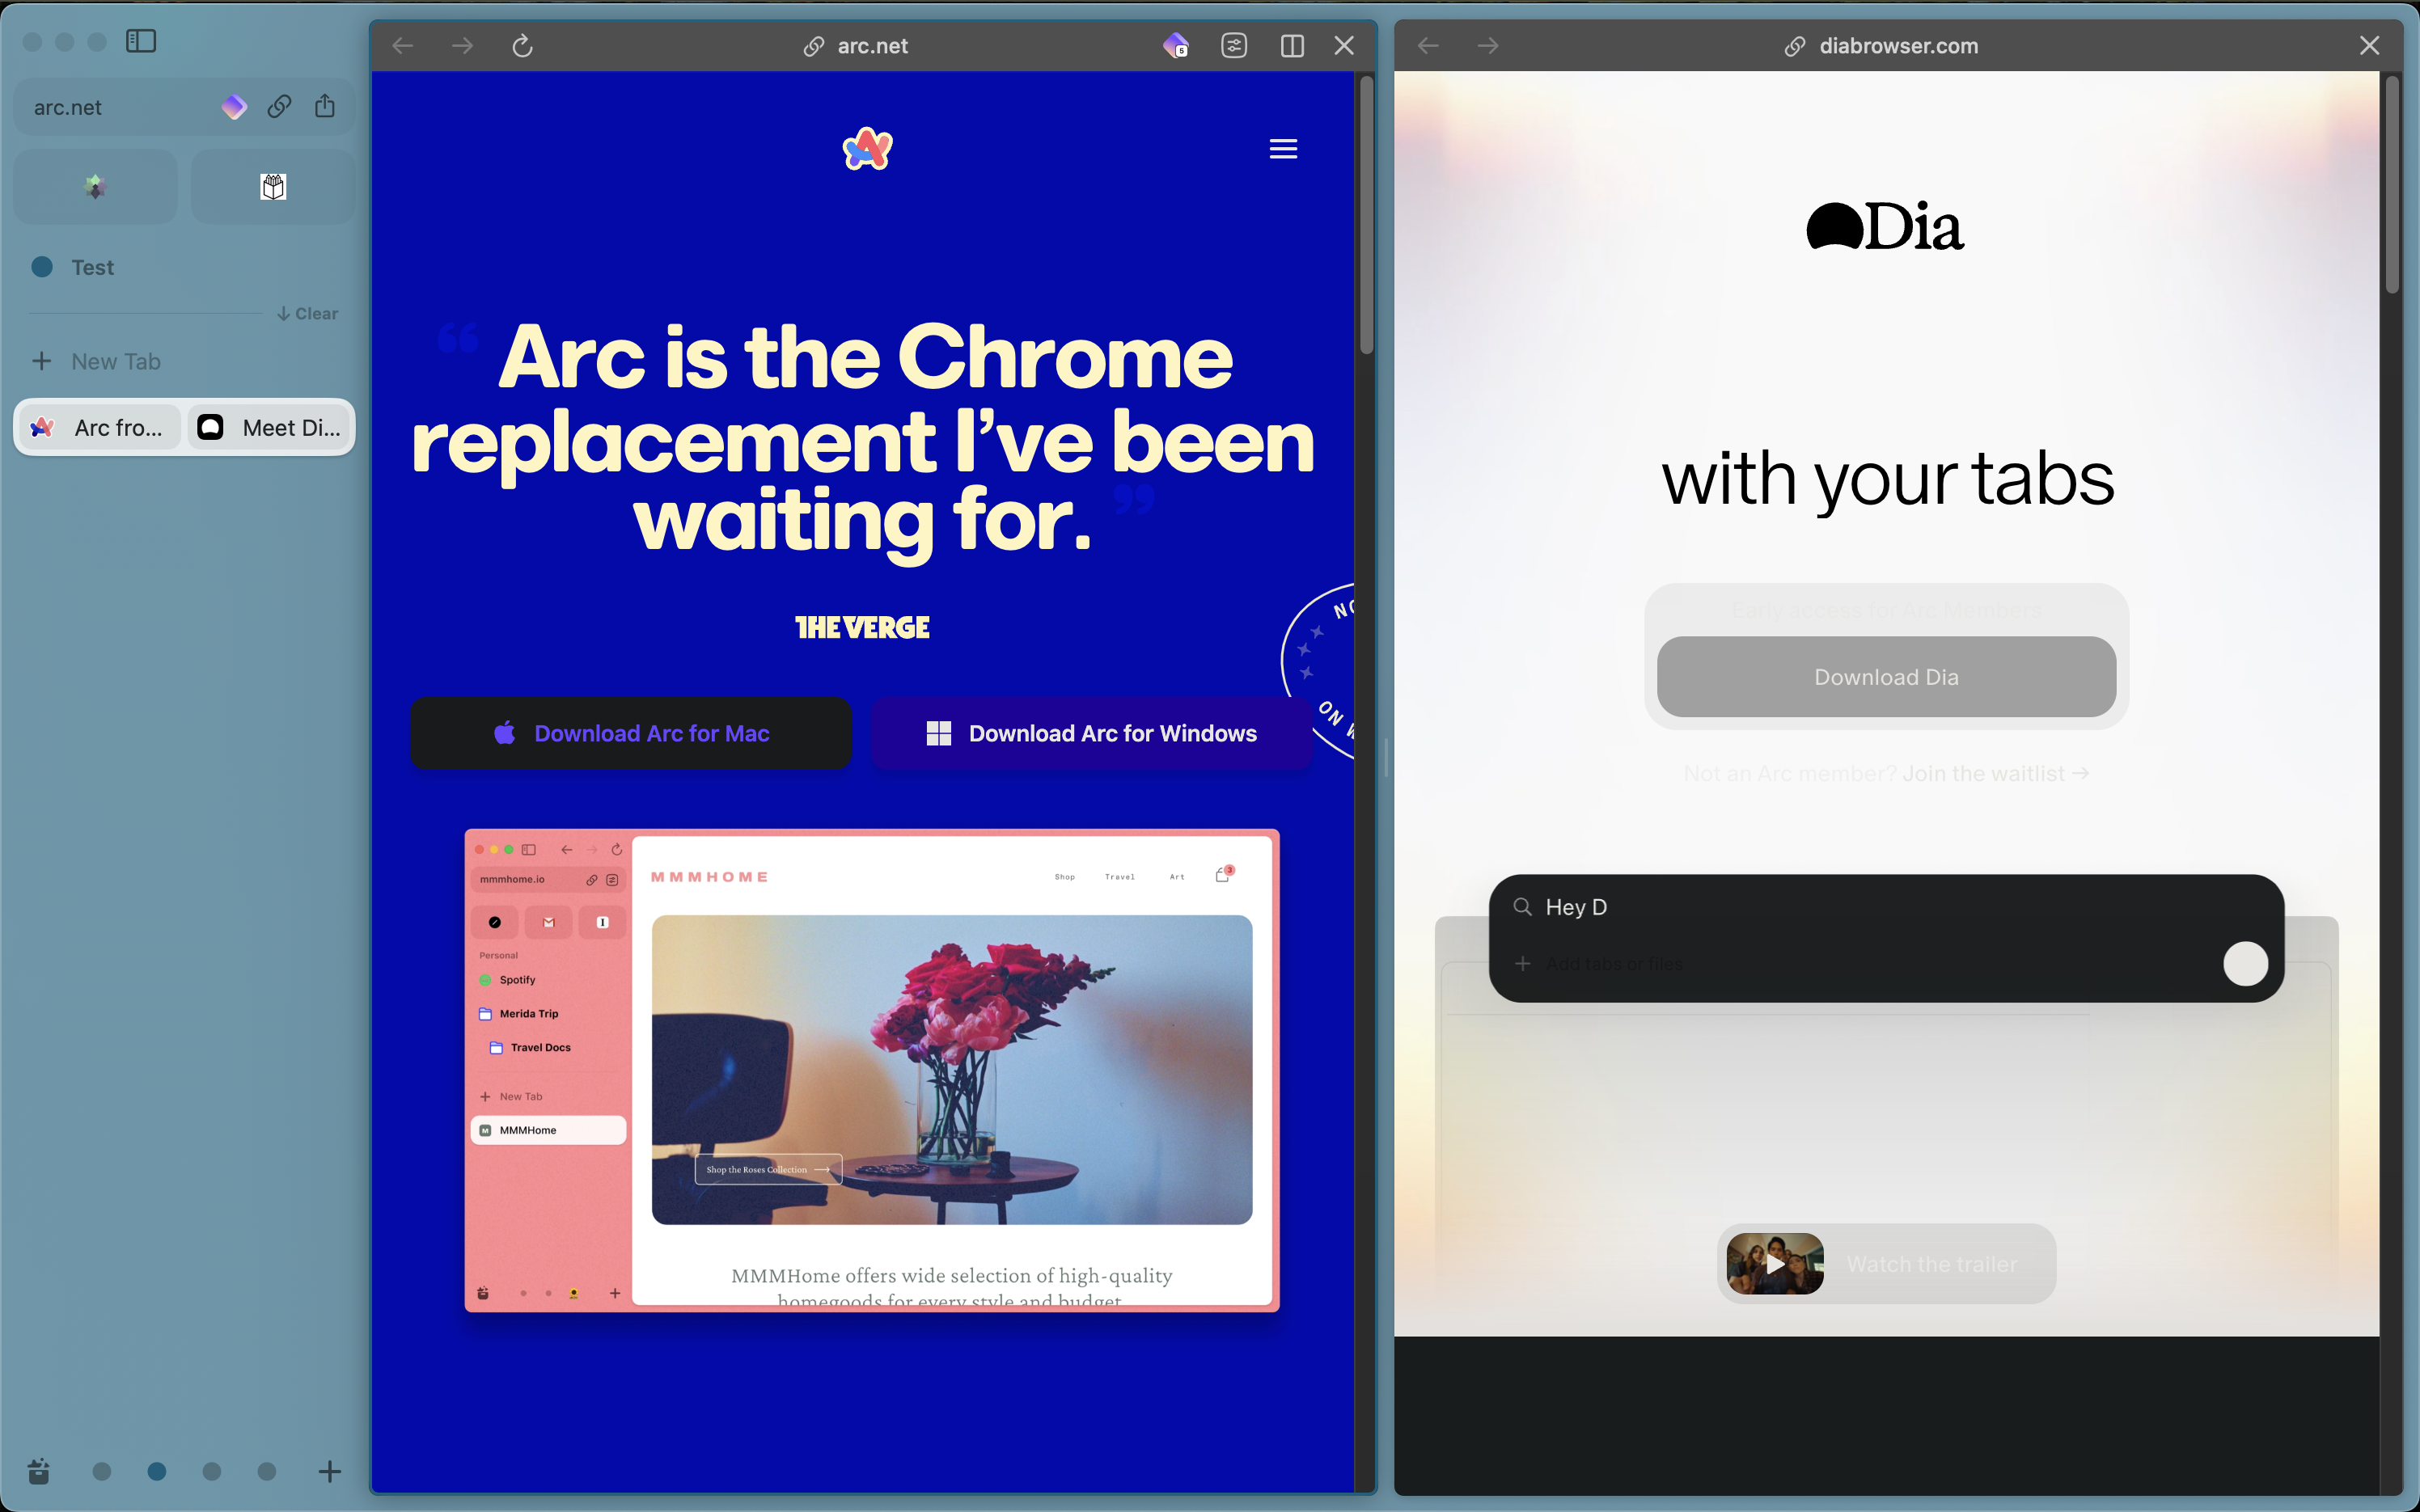 arc.net
Test
Clear
New Tab
Arc fro...
Meet Di...
arc.net
5
“ Arc is the Chrome
replacement I’ve been
waiting for. ”
THE VERGE
NO
ON
Download Arc for Mac
Download Arc for Windows
mmmhome.io
Personal
Spotify
Merida Trip
Travel Docs
New Tab
M MMMHome
MMMHOME
Shop Travel Art
3
Shop the Roses Collection
MMMHome offers wide selection of high-quality
homegoods for every style and budget
diabrowser.com
Dia
with your tabs
Early access for Arc Members
Download Dia
Not an Arc member? Join the waitlist →
Hey D
Add tabs or files
Watch the trailer